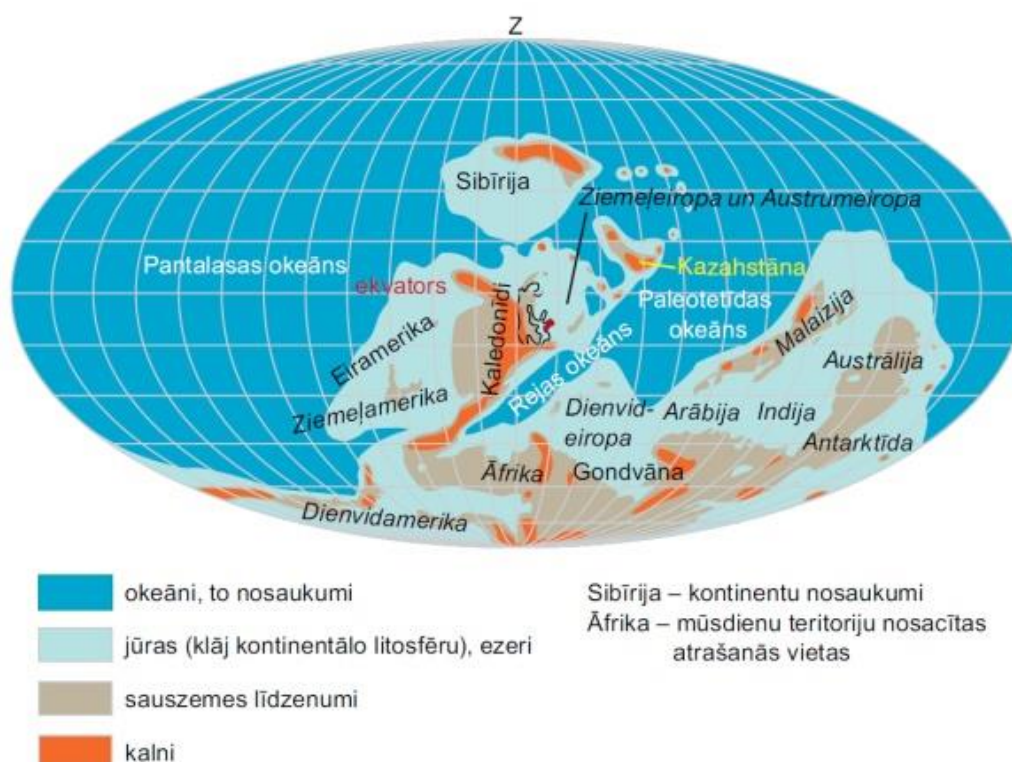 Z
Sibīrija
Ziemeļeiropa un Austrumeiropa
Pantalasas okeāns
ekvators
Kazahstāna
Kaledonīdi
Paleotetīdas
okeāns
Malaizija
Eiramerika
Rejas okeāns
Austrālija
Ziemeļamerika
Dienvid-
eiropa
Arābija
Indija
Antarktīda
Āfrika
Gondvāna
Dienvidamerika
okeāni, to nosaukumi
jūras (klāj kontinentālo litosfēru), ezeri
sauszemes līdzenumi
kalni
Sibīrija – kontinentu nosaukumi
Āfrika – mūsdienu teritoriju nosacītas
atrašanās vietas